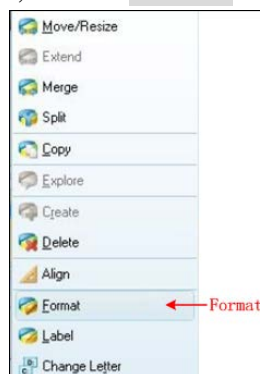 Move/Resize
Extend
Merge
Split
Copy
Explore
Create
Delete
Align
Format Format
Label
Change Letter